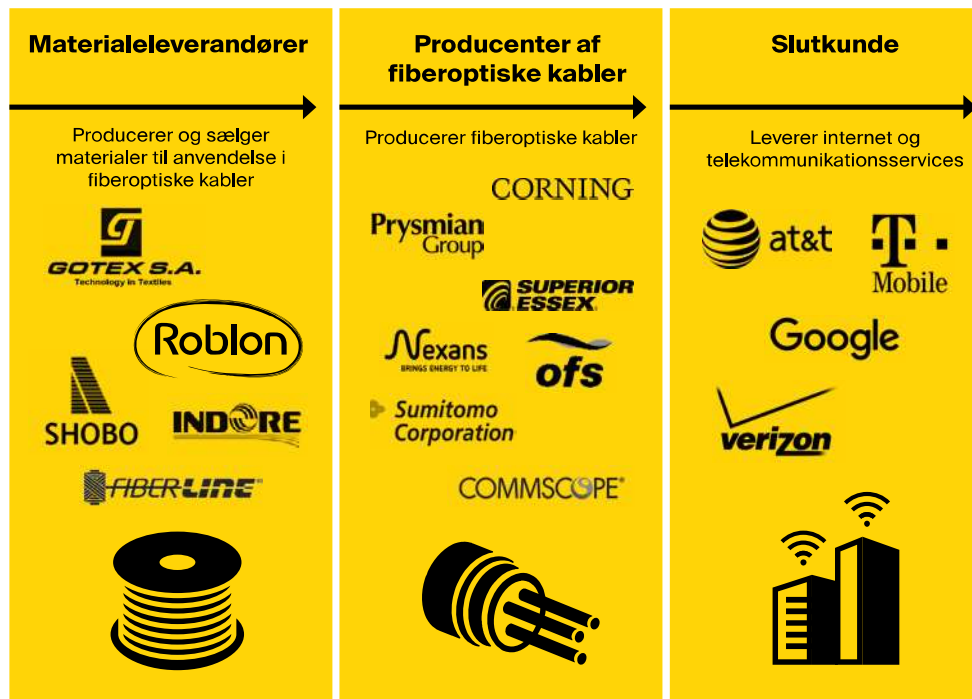 Materialeleverandører
Producerer og sælger
materialer til anvendelse i
fiberoptiske kabler
GOTEX S.A.
Technology in Textiles
Roblon
SHOBO
INDORE
FIBER-LINE®
Producenter af
fiberoptiske kabler
Producerer fiberoptiske kabler
CORNING
Prysmian
Group
SUPERIOR
ESSEX.
Nexans
BRINGS ENERGY TO LIFE
ofs
Sumitomo
Corporation
COMMSCOPE®
Slutkunde
Leverer internet og
telekommunikationsservices
at&t
T
Mobile
Google
verizon